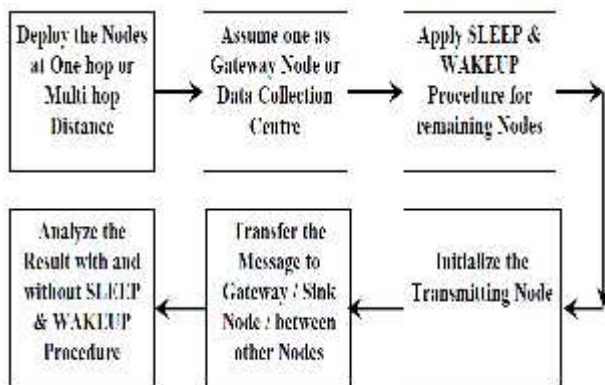 Deploy the Nodes
at One hop or
Multi hop
Distance
Assume one as
Gateway Node or
Data Collection
Centre
Apply SLEEP &
WAKEUP
Procedure for
remaining Nodes
Initialize the
Transmitting Node
Transfer the
Message to
Gateway / Sink
Node / between
other Nodes
Analyze the
Result with and
without SLEEP
& WAKEUP
Procedure